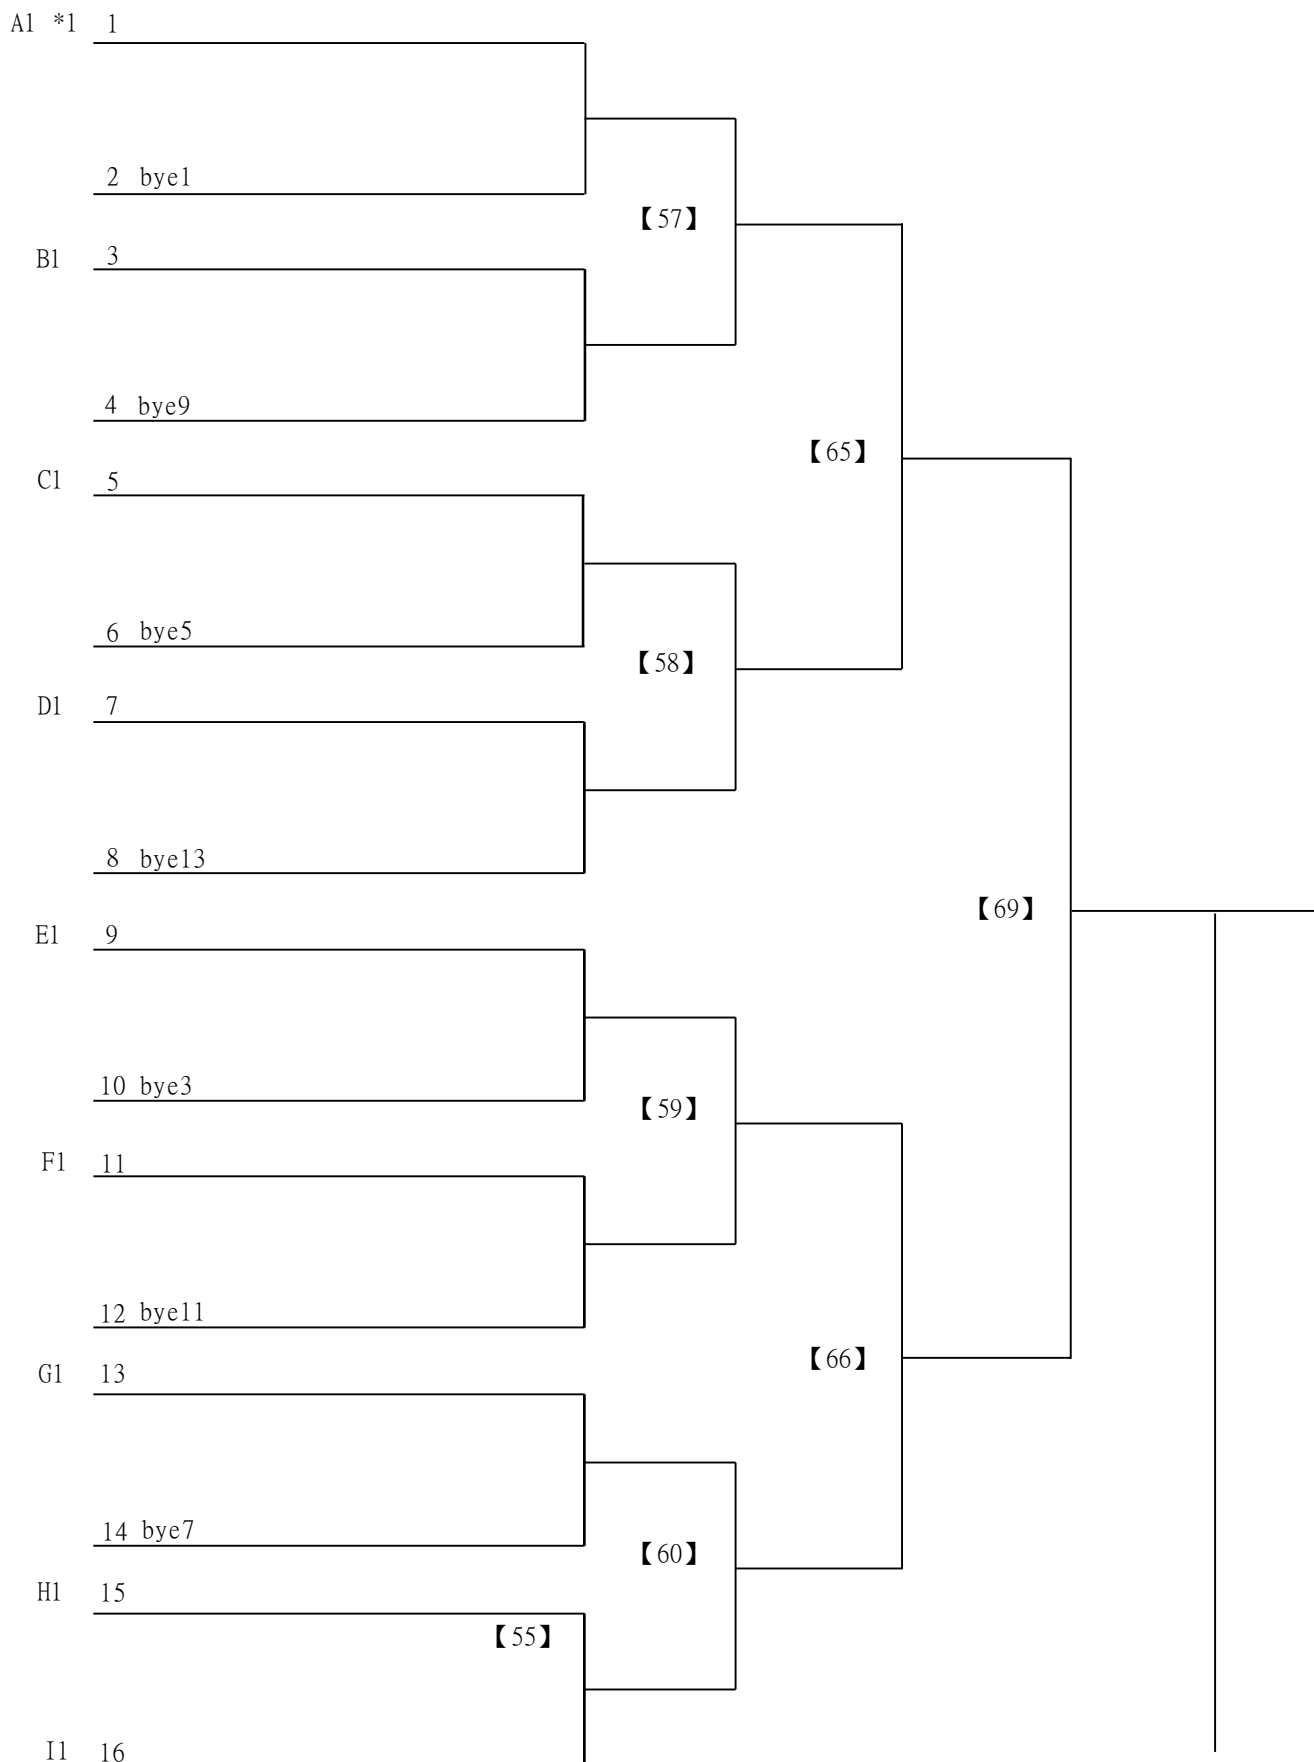 A1 *1 1
2 bye1
【57】
B1 3
4 bye9
【65】
C1 5
6 bye5
【58】
D1 7
8 bye13
【69】
E1 9
10 bye3
【59】
F1 11
12 bye11
【66】
G1 13
14 bye7
【60】
H1 15
【55】
I1 16